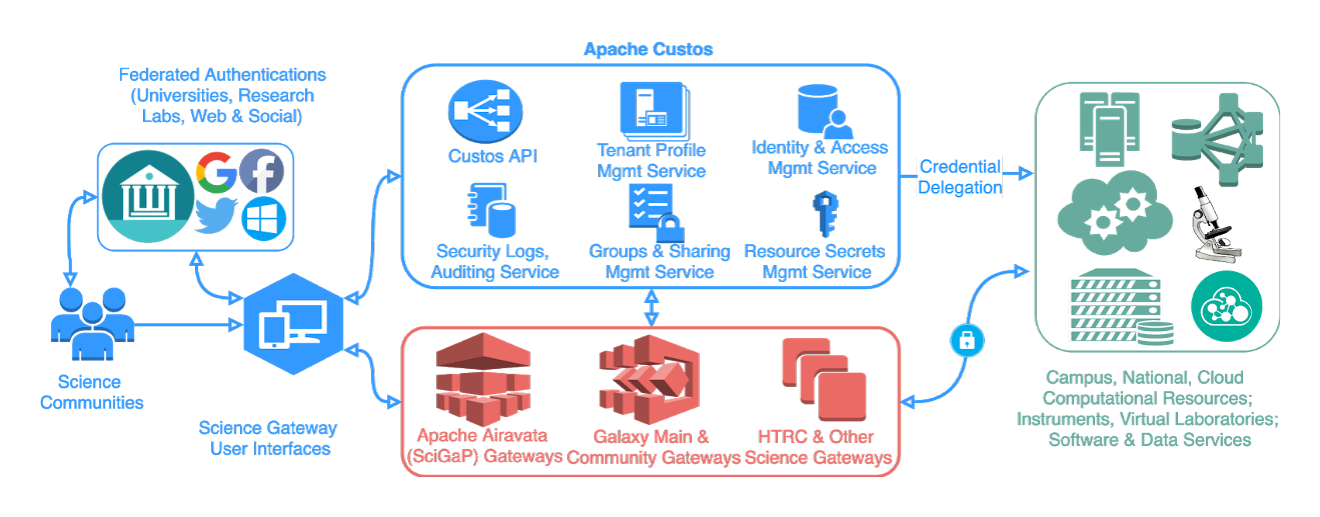 Apache Custos
Federated Authentications
(Universities, Research
Labs, Web & Social)
Custos API
Tenant Profile
Mgmt Service
Identity & Access
Mgmt Service
Security Logs,
Auditing Service
Groups & Sharing
Mgmt Service
Resource Secrets
Mgmt Service
Credential
Delegation
Science
Communities
Science Gateway
User Interfaces
Apache Airavata
(SciGaP) Gateways
Galaxy Main &
Community Gateways
HTRC & Other
Science Gateways
Campus, National, Cloud
Computational Resources;
Instruments, Virtual Laboratories;
Software & Data Services